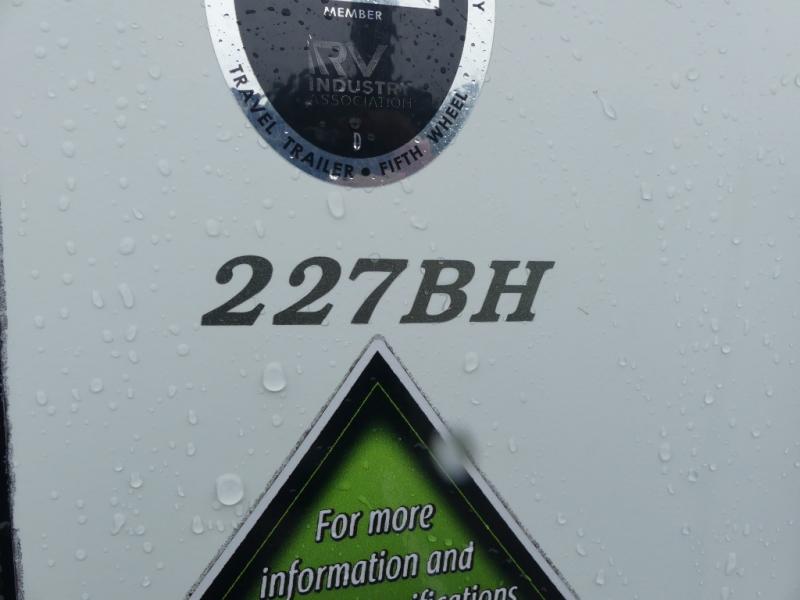 MEMBER
RV
INDUSTRY
ASSOCIATION
TRAVEL TRAILER • FIFTH WHEEL
227BH
For more
information and